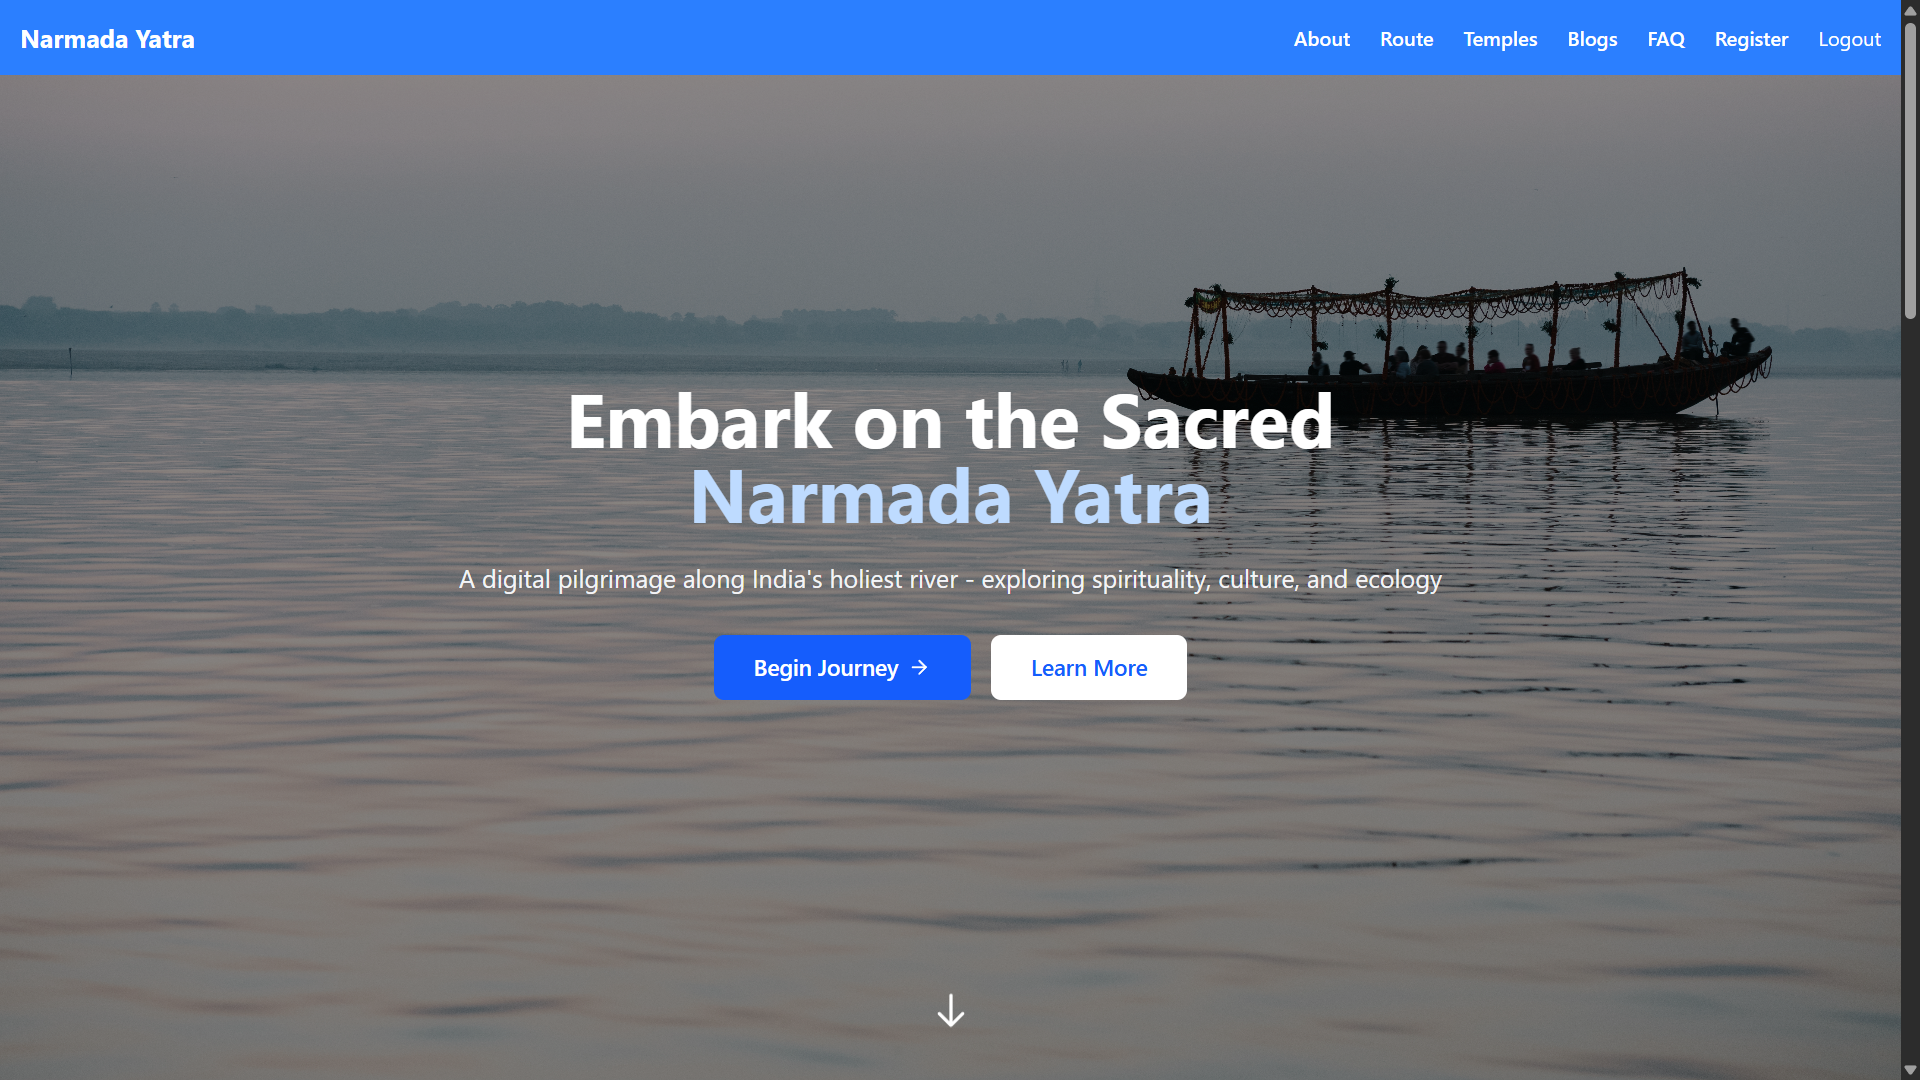 Narmada Yatra
About Route Temples Blogs FAQ Register Logout
Embark on the Sacred
Narmada Yatra
A digital pilgrimage along India's holiest river - exploring spirituality, culture, and ecology
Begin Journey →
Learn More